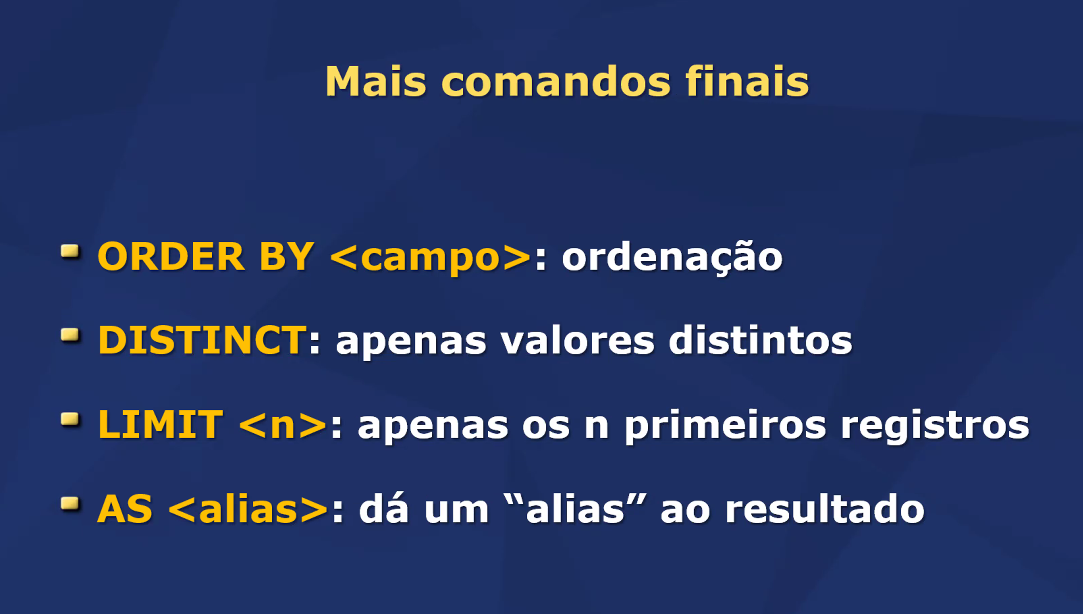 Mais comandos finais
ORDER BY <campo>: ordenação
DISTINCT: apenas valores distintos
LIMIT <n>: apenas os n primeiros registros
AS <alias>: dá um “alias” ao resultado